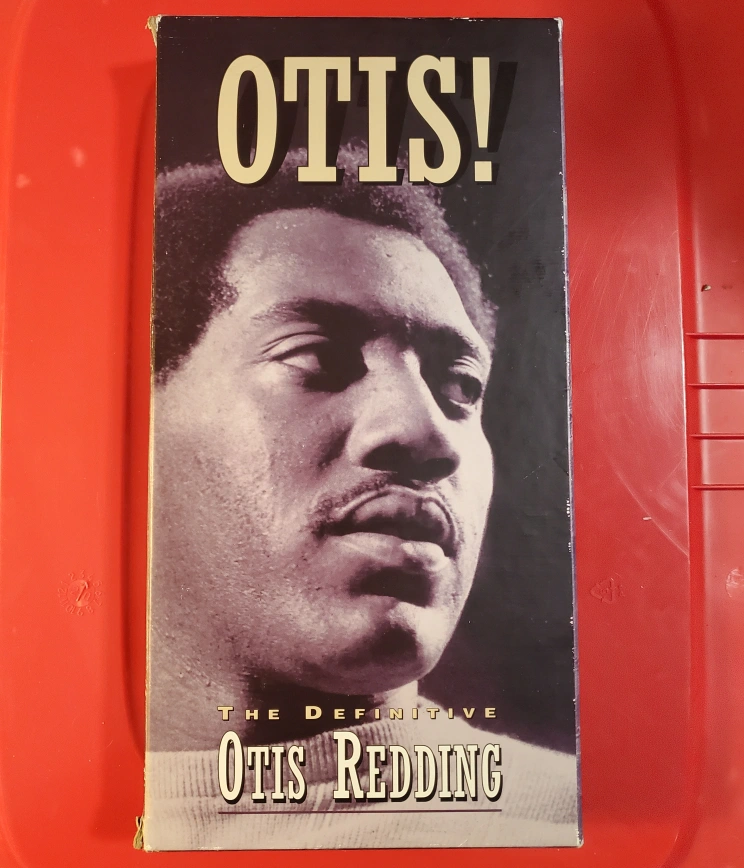 OTIS!
THE DEFINITIVE
OTIS REDDING